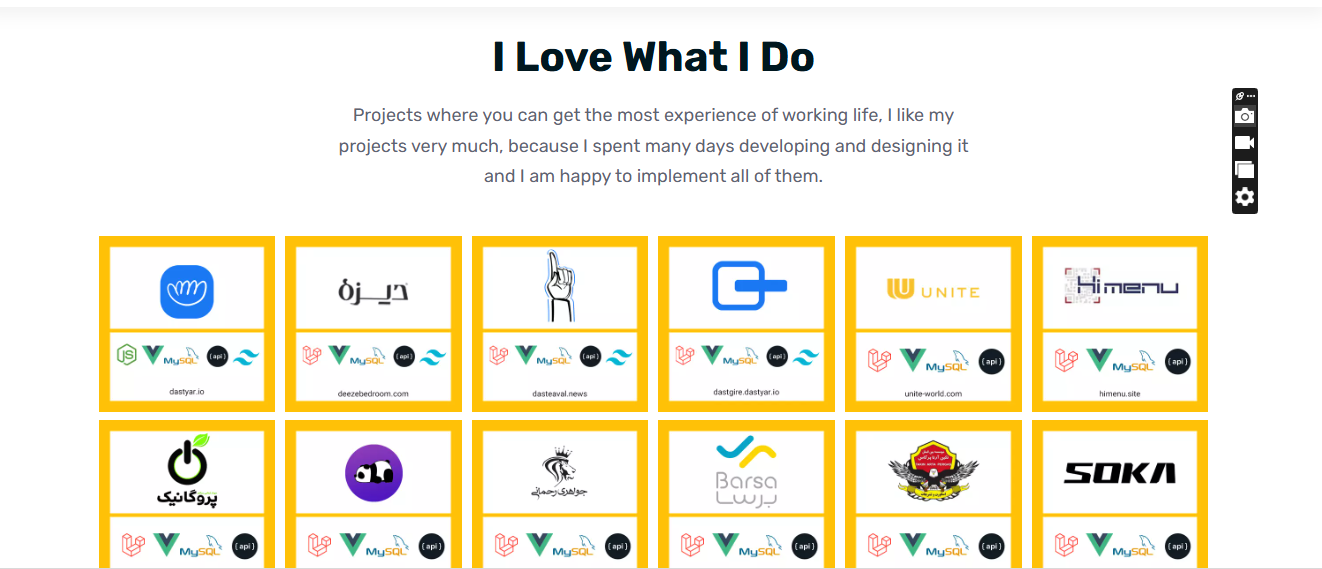 I Love What I Do
Projects where you can get the most experience of working life, I like my
projects very much, because I spent many days developing and designing it
and I am happy to implement all of them.
دیزهٔ
UNITE
Himenu
JS MySQL {api}
MySQL {api}
MySQL {api}
MySQL {api}
MySQL {api}
MySQL {api}
dastyar.io
deezebedroom.com
dasteaval.news
dastgire.dastyar.io
unite-world.com
himenu.site
پروگانیک
جواهری رحمانی
Barsa
برسا
SOKA
MySQL {api}
MySQL {api}
MySQL {api}
MySQL {api}
MySQL {api}
MySQL {api}